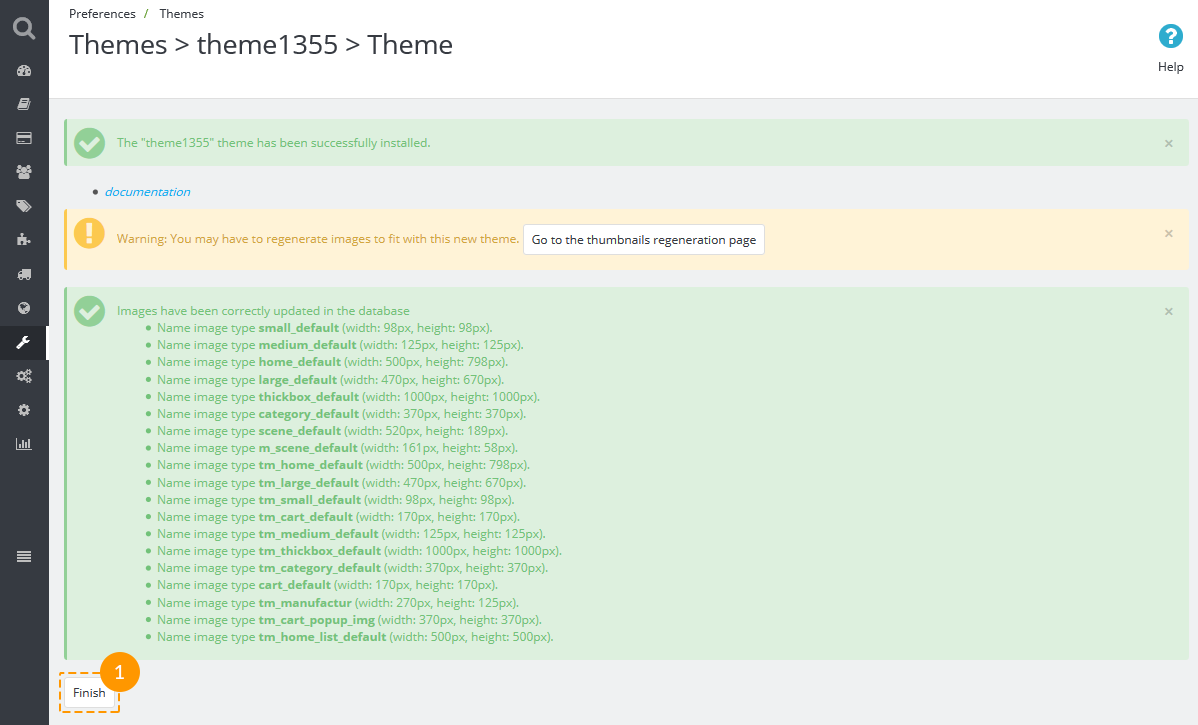 Preferences / Themes
Themes > theme1355 > Theme
Help
The "theme1355" theme has been successfully installed.
documentation
Warning: You may have to regenerate images to fit with this new theme. Go to the thumbnails regeneration page
Images have been correctly updated in the database
Name image type small_default (width: 98px, height: 98px).
Name image type medium_default (width: 125px, height: 125px).
Name image type home_default (width: 500px, height: 798px).
Name image type large_default (width: 470px, height: 670px).
Name image type thickbox_default (width: 1000px, height: 1000px).
Name image type category_default (width: 370px, height: 370px).
Name image type scene_default (width: 520px, height: 189px).
Name image type m_scene_default (width: 161px, height: 58px).
Name image type tm_home_default (width: 500px, height: 798px).
Name image type tm_large_default (width: 470px, height: 670px).
Name image type tm_small_default (width: 98px, height: 98px).
Name image type tm_cart_default (width: 170px, height: 170px).
Name image type tm_medium_default (width: 125px, height: 125px).
Name image type tm_thickbox_default (width: 1000px, height: 1000px).
Name image type tm_category_default (width: 370px, height: 370px).
Name image type cart_default (width: 170px, height: 170px).
Name image type tm_manufactur (width: 270px, height: 125px).
Name image type tm_cart_popup_img (width: 370px, height: 370px).
Name image type tm_home_list_default (width: 500px, height: 500px).
1
Finish